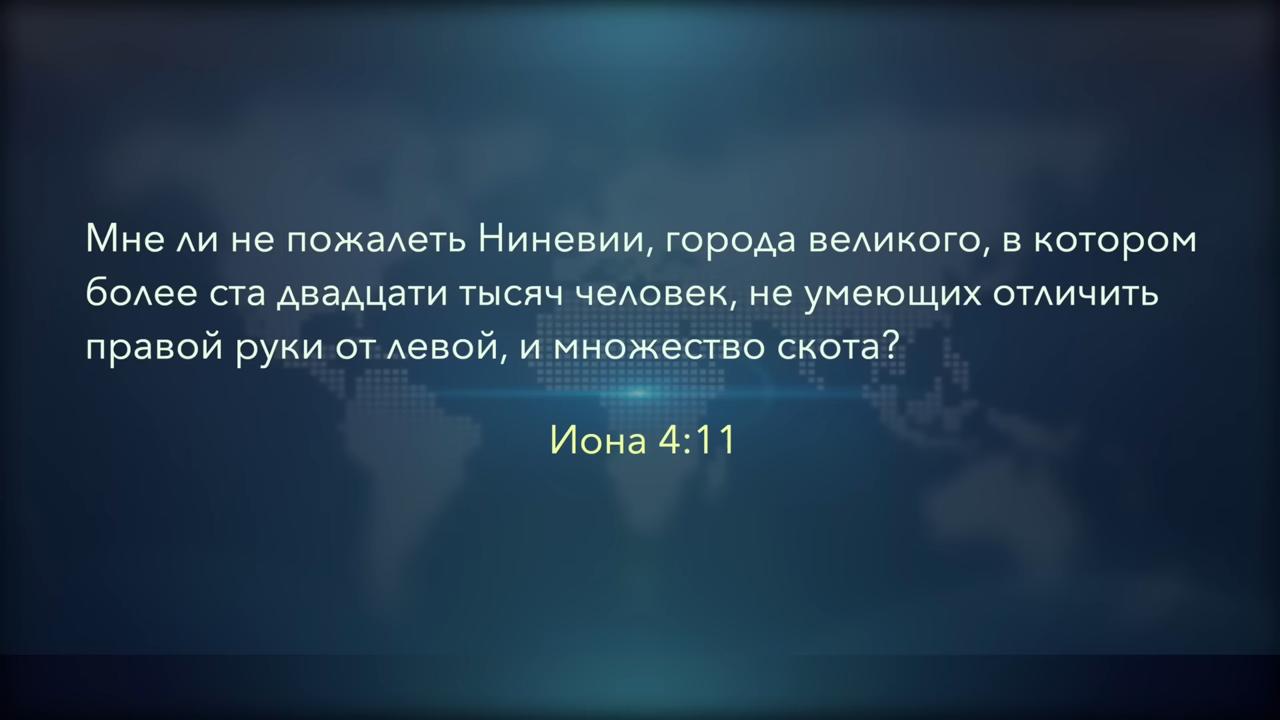 Мне ли не пожалеть Ниневии, города великого, в котором
более ста двадцати тысяч человек, не умеющих отличить
правой руки от левой, и множество скота?
Иона 4:11